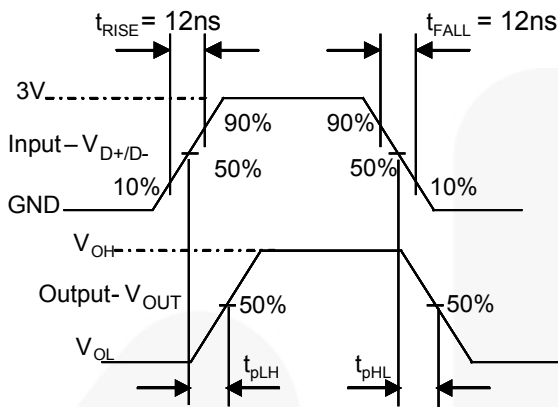 tRISE = 12ns tFALL = 12ns
3V
90% 90%
Input – VD+/D-
50% 50%
10% 10%
GND
VOH
Output- VOUT
50% 50%
VOL
tpLH tpHL